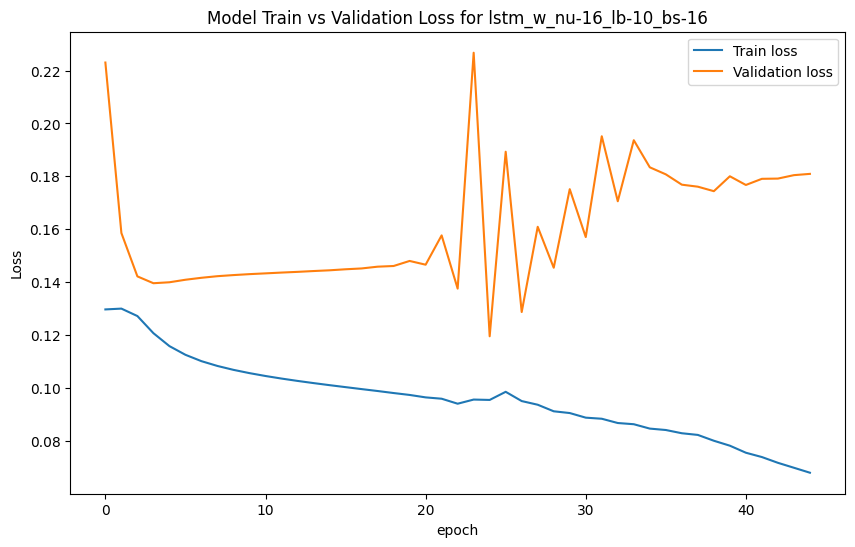 Model Train vs Validation Loss for lstm_w_nu-16_lb-10_bs-16
Train loss
Validation loss
Loss
0.22
0.20
0.18
0.16
0.14
0.12
0.10
0.08
0 10 20 30 40
epoch